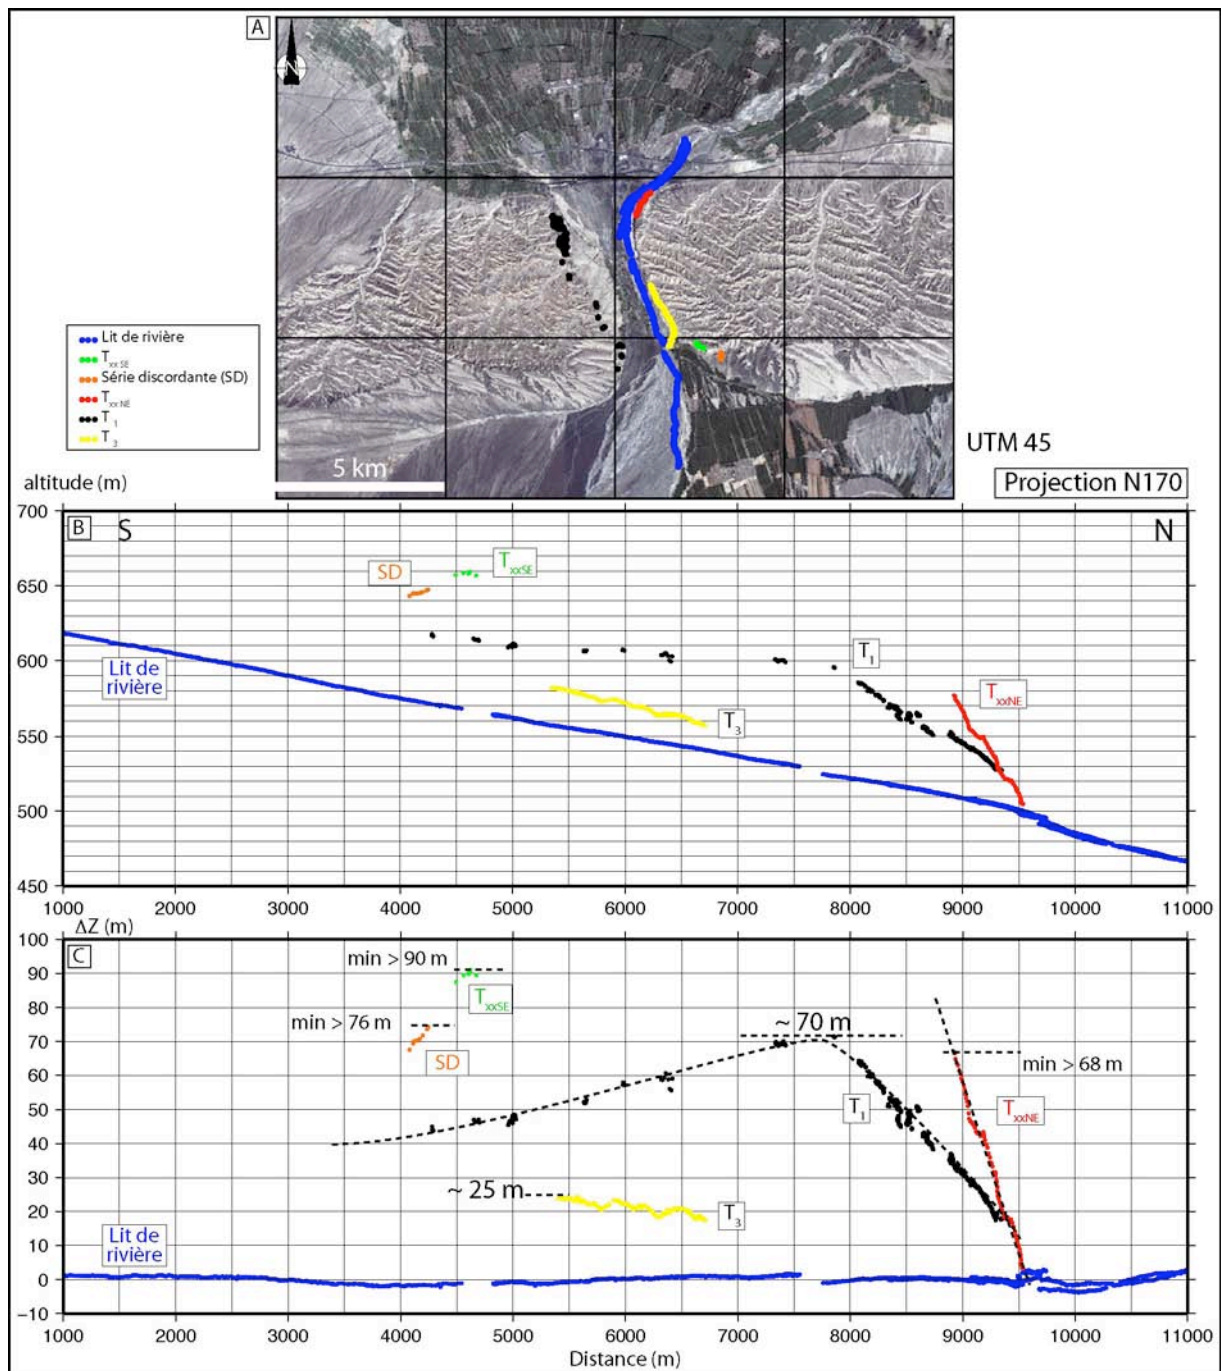 A
N
Lit de rivière
Txx SE
Série discordante (SD)
Txx NE
T1
T3
5 km
UTM 45
Projection N170
altitude (m)
B
S
N
700
650
600
550
500
450
SD
TxxSE
T1
TxxNE
T3
Lit de
rivière
1000 2000 3000 4000 5000 6000 7000 8000 9000 10000 11000
ΔZ (m)
C
100
90
80
70
60
50
40
30
20
10
0
−10
min > 90 m
TxxSE
min > 76 m
SD
~ 70 m
min > 68 m
T1
TxxNE
~ 25 m
T3
Lit de
rivière
1000 2000 3000 4000 5000 6000 7000 8000 9000 10000 11000
Distance (m)